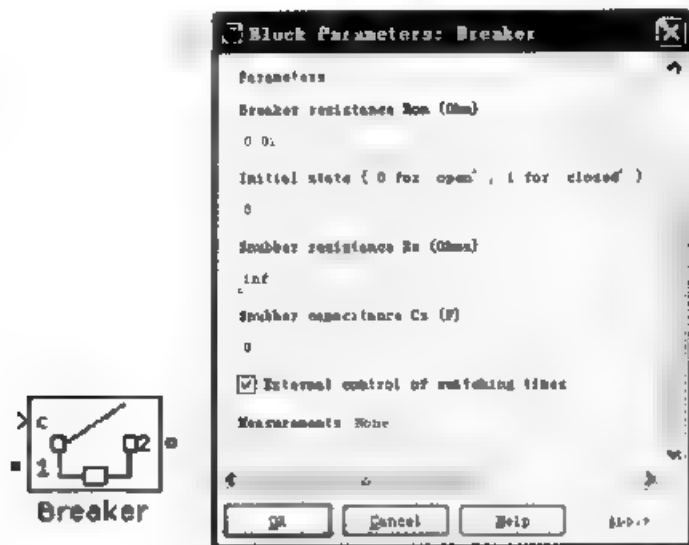 Block Parameters: Breaker
Parameters
Breaker resistance Ron (Ohm)
0.01
Initial state ( 0 for 'open' , 1 for 'closed' )
0
Snubber resistance Rs (Ohms)
inf
Snubber capacitance Cs (F)
0
External control of switching times
Measurements None
OK Cancel Help Apply
c
1 2
Breaker